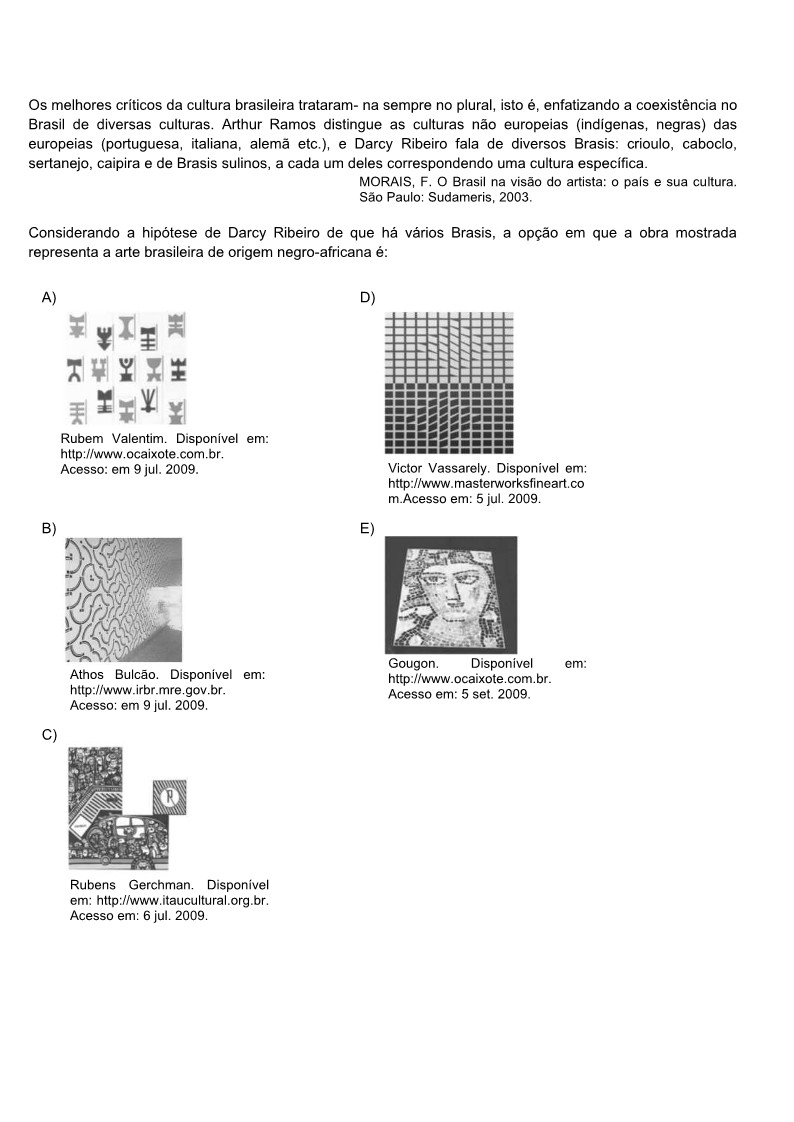 Os melhores críticos da cultura brasileira trataram- na sempre no plural, isto é, enfatizando a coexistência no
Brasil de diversas culturas. Arthur Ramos distingue as culturas não europeias (indígenas, negras) das
europeias (portuguesa, italiana, alemã etc.), e Darcy Ribeiro fala de diversos Brasis: crioulo, caboclo,
sertanejo, caipira e de Brasis sulinos, a cada um deles correspondendo uma cultura específica.
MORAIS, F. O Brasil na visão do artista: o país e sua cultura.
São Paulo: Sudameris, 2003.
Considerando a hipótese de Darcy Ribeiro de que há vários Brasis, a opção em que a obra mostrada
representa a arte brasileira de origem negro-africana é:
A)
Rubem Valentim. Disponível em:
http://www.ocaixote.com.br.
Acesso: em 9 jul. 2009.
B)
Athos Bulcão. Disponível em:
http://www.irbr.mre.gov.br.
Acesso: em 9 jul. 2009.
C)
R
Rubens Gerchman. Disponível
em: http://www.itaucultural.org.br.
Acesso em: 6 jul. 2009.
D)
Victor Vassarely. Disponível em:
http://www.masterworksfineart.co
m.Acesso em: 5 jul. 2009.
E)
Gougon. Disponível em:
http://www.ocaixote.com.br.
Acesso em: 5 set. 2009.